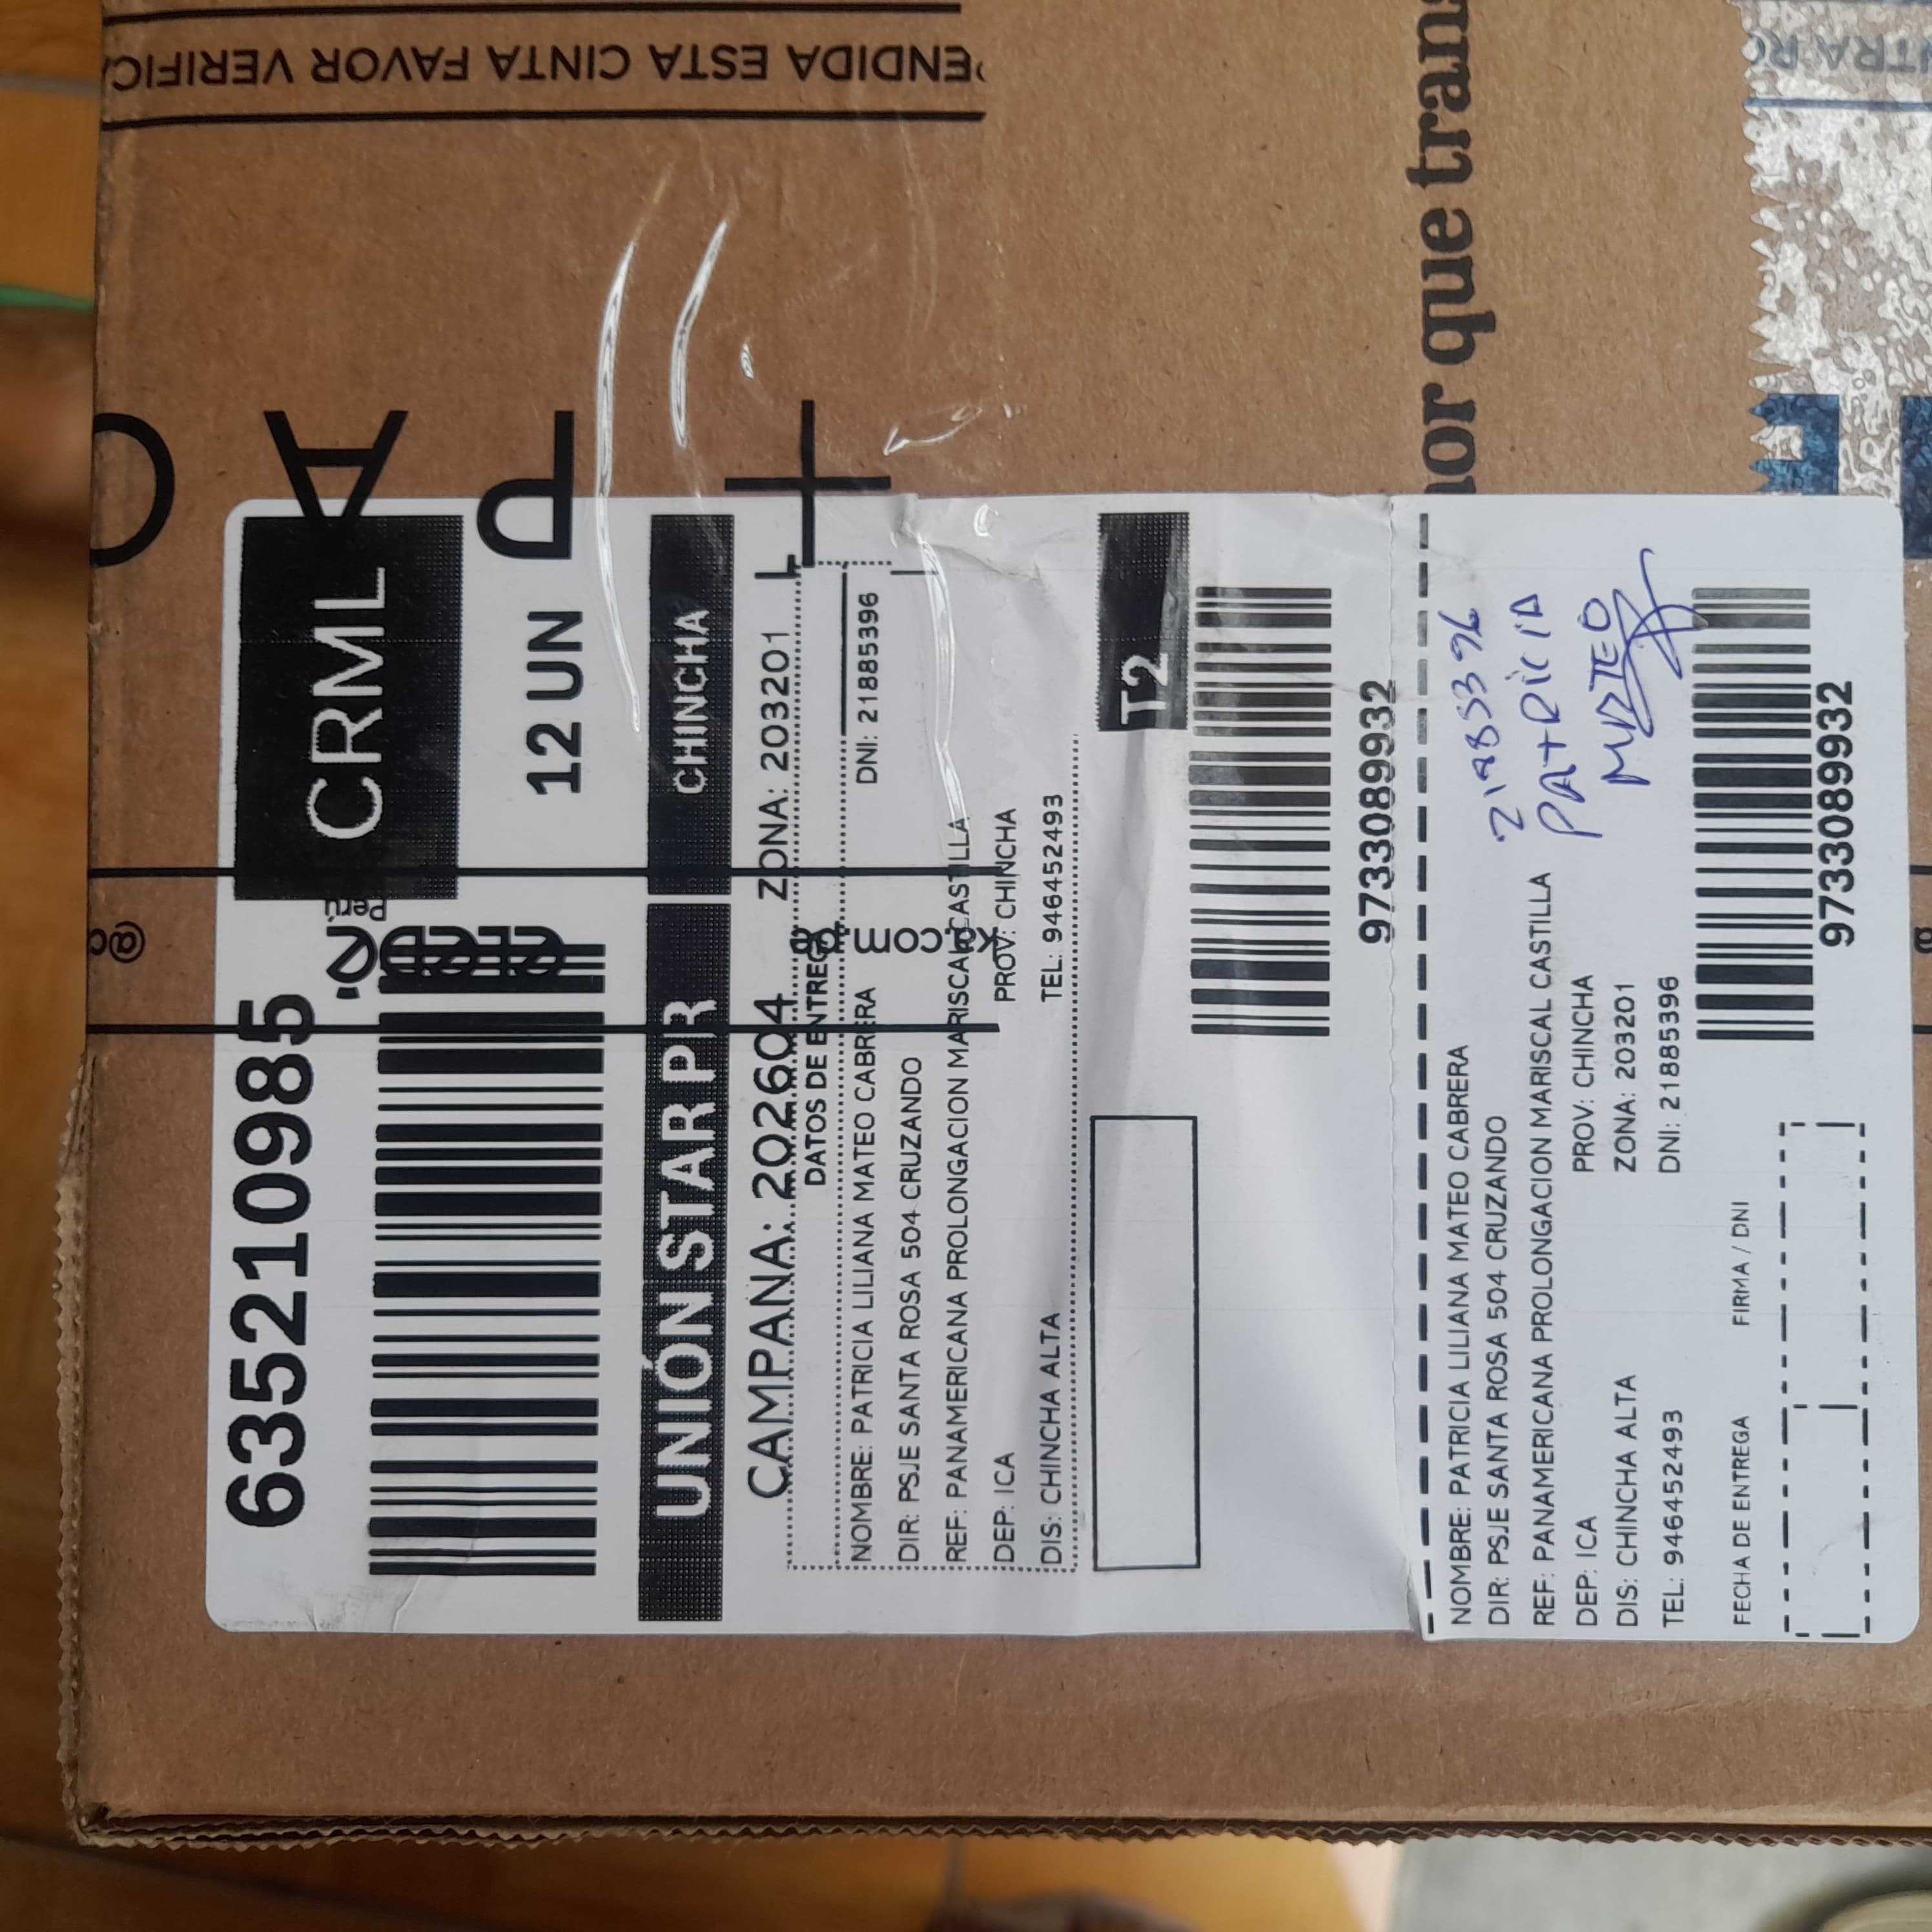 635210985
CRML
12 UN
UNIÓN STAR PR
CHINCHA
CAMPAÑA: 202604 ZONA: 203201
DATOS DE ENTREGA
NOMBRE: PATRICIA LILIANA MATEO CABRERA DNI: 21885396
DIR: PSJE SANTA ROSA 504 CRUZANDO
REF: PANAMERICANA PROLONGACION MARISCAL CASTILLA
DEP: ICA PROV: CHINCHA
DIS: CHINCHA ALTA TEL: 946452493
T2
9733089932
NOMBRE: PATRICIA LILIANA MATEO CABRERA
DIR: PSJE SANTA ROSA 504 CRUZANDO
REF: PANAMERICANA PROLONGACION MARISCAL CASTILLA
DEP: ICA PROV: CHINCHA
DIS: CHINCHA ALTA ZONA: 203201
TEL: 946452493 DNI: 21885396
FECHA DE ENTREGA FIRMA / DNI
9733089932
PATRICIA
MATEO
ENDIDA ESTA CINTA FAVOR VERIFIC
or que tran